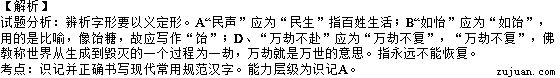 【解析】
试题分析：辨析字形要以义定形。A“民声”应为“民生”指百姓生活；B“如怡”应为“如饴”，
用的是比喻，像饴糖，故应写作“饴”；D、“万劫不赴”应为“万劫不复”，“万劫不复”，佛
教称世界从生成到毁灭的一个过程为一劫，万劫就是万世的意思。指永远不能恢复。
考点：识记并正确书写现代常用规范汉字。能力层级为识记A。
zujuan.com